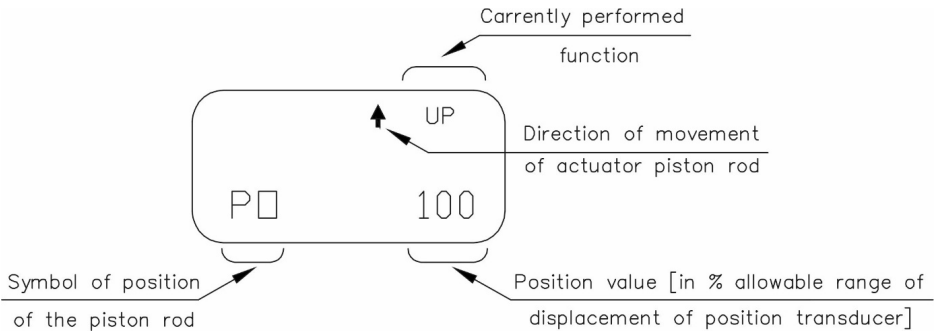 Carrently performed
function
UP
Direction of movement
of actuator piston rod
PO 100
Symbol of position
of the piston rod
Position value [in % allowable range of
displacement of position transducer]